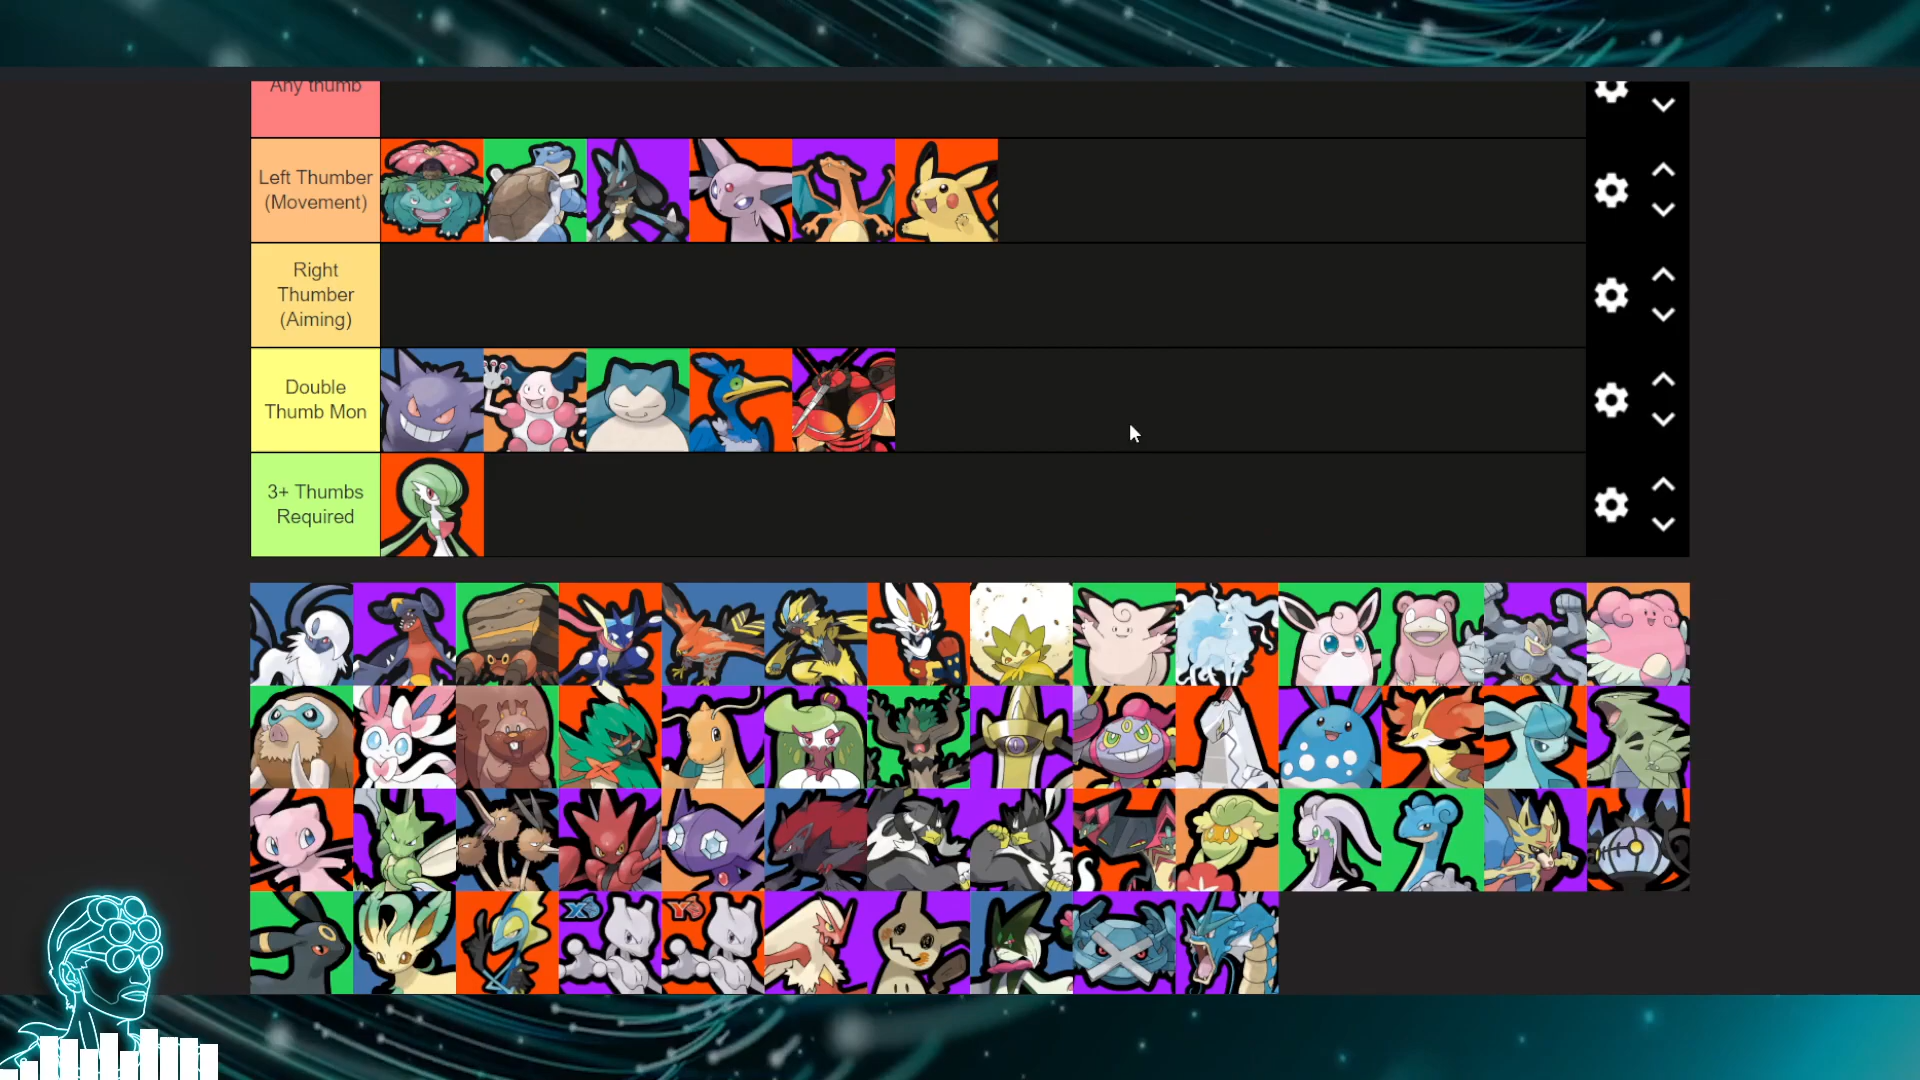 Any thumb
Left Thumber
(Movement)
Right
Thumber
(Aiming)
Double
Thumb Mon
3+ Thumbs
Required
X
Y